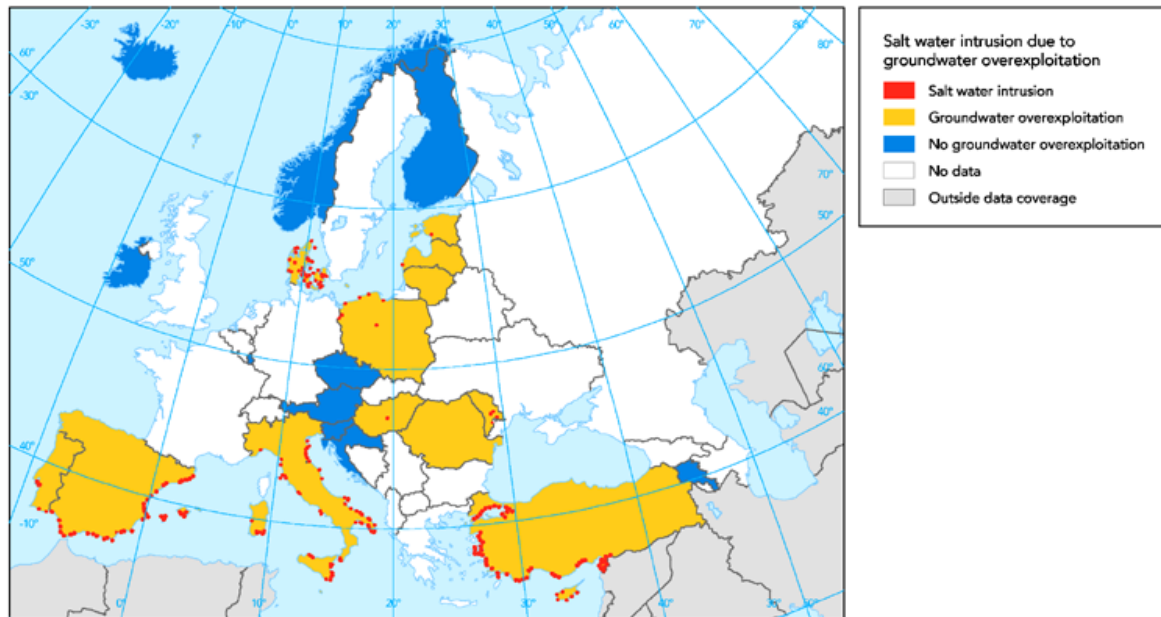 -30° -20° -10° 0° 10° 20° 30° 40° 50° 60° 70° 80°
60°
-30°
80°
50°
70°
50°
40°
60°
40°
-10°
0° 10° 20° 30° 40°
Salt water intrusion due to
groundwater overexploitation
Salt water intrusion
Groundwater overexploitation
No groundwater overexploitation
No data
Outside data coverage